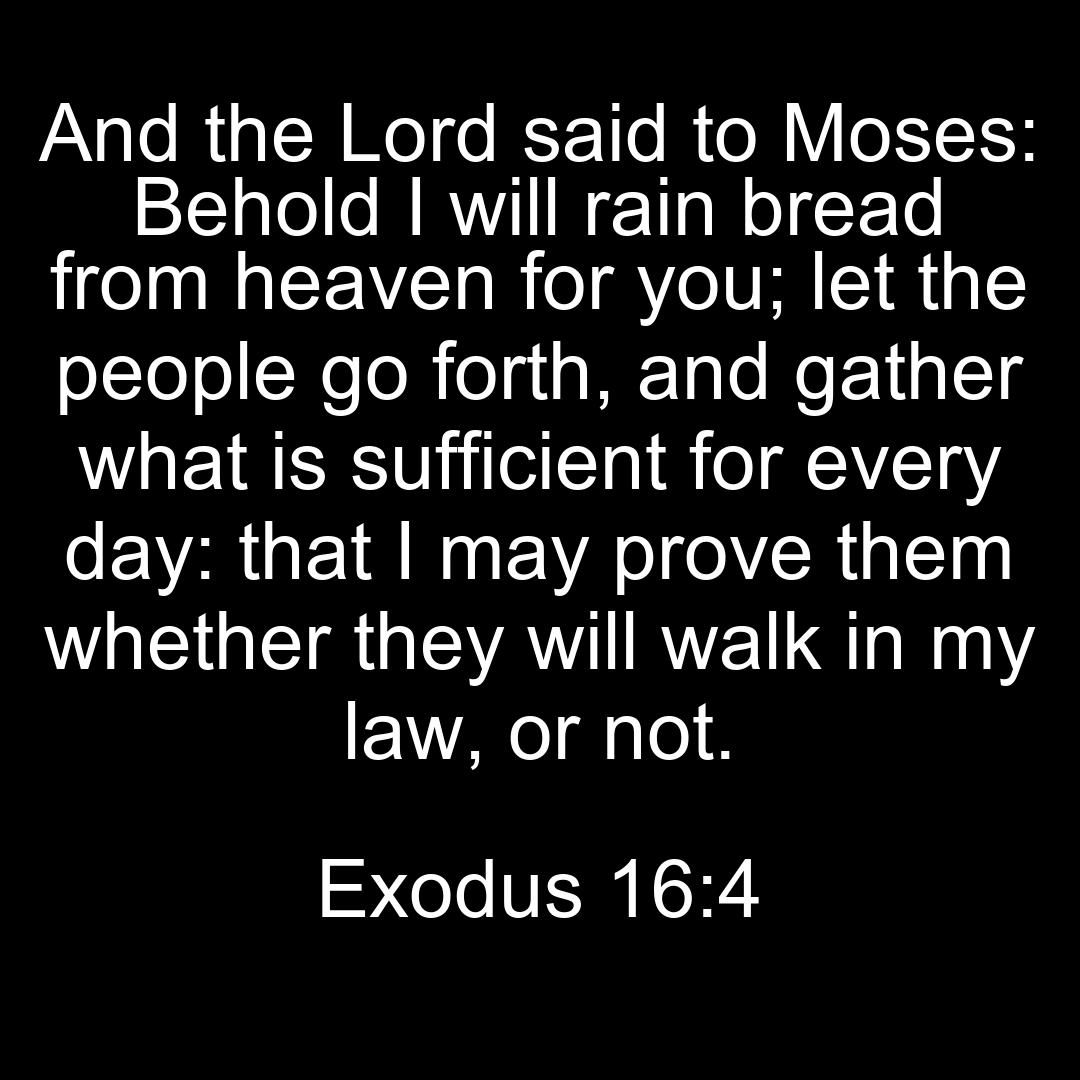 And the Lord said to Moses:
Behold I will rain bread
from heaven for you; let the
people go forth, and gather
what is sufficient for every
day: that I may prove them
whether they will walk in my
law, or not.
Exodus 16:4